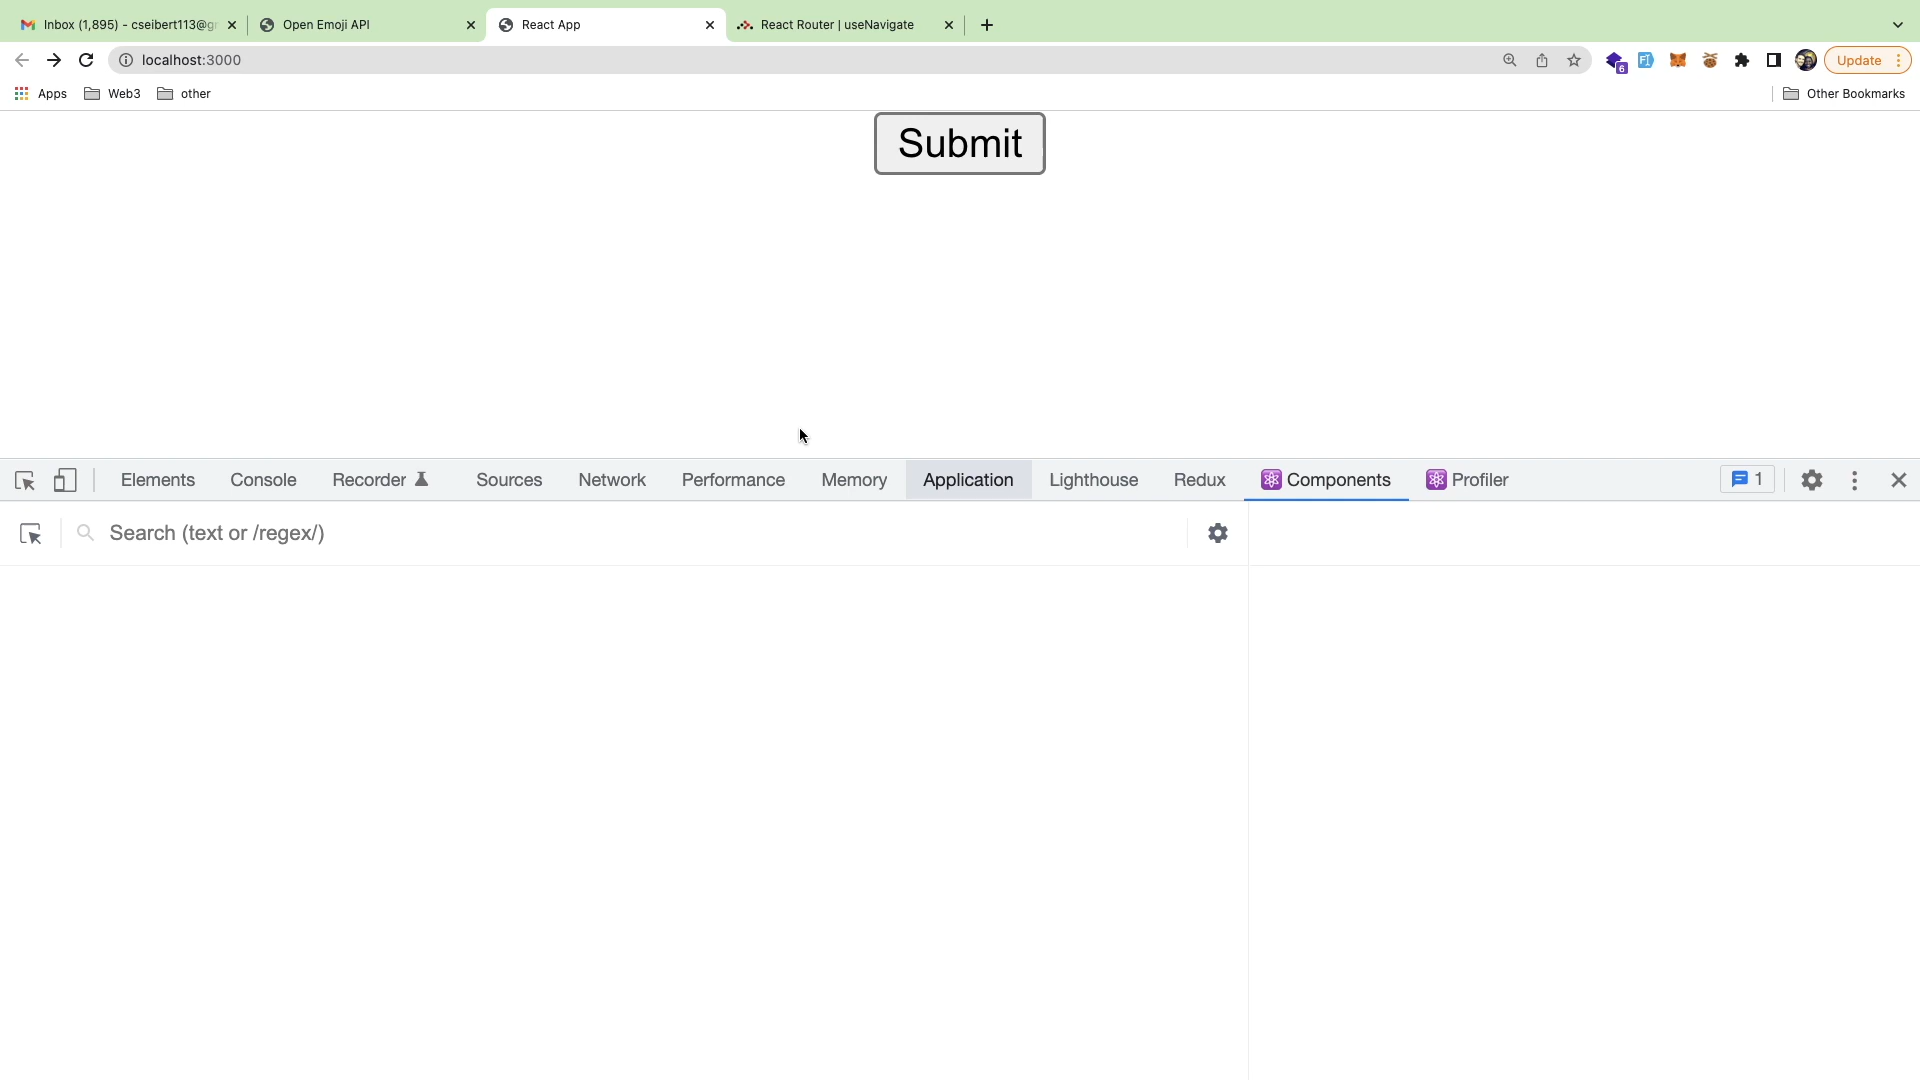 Inbox (1,895) - cseibert113@gr
Open Emoji API
React App
React Router | useNavigate
localhost:3000
6
Update
Apps
Web3
other
Other Bookmarks
Submit
Elements
Console
Recorder
Sources
Network
Performance
Memory
Application
Lighthouse
Redux
Components
Profiler
1
Search (text or /regex/)